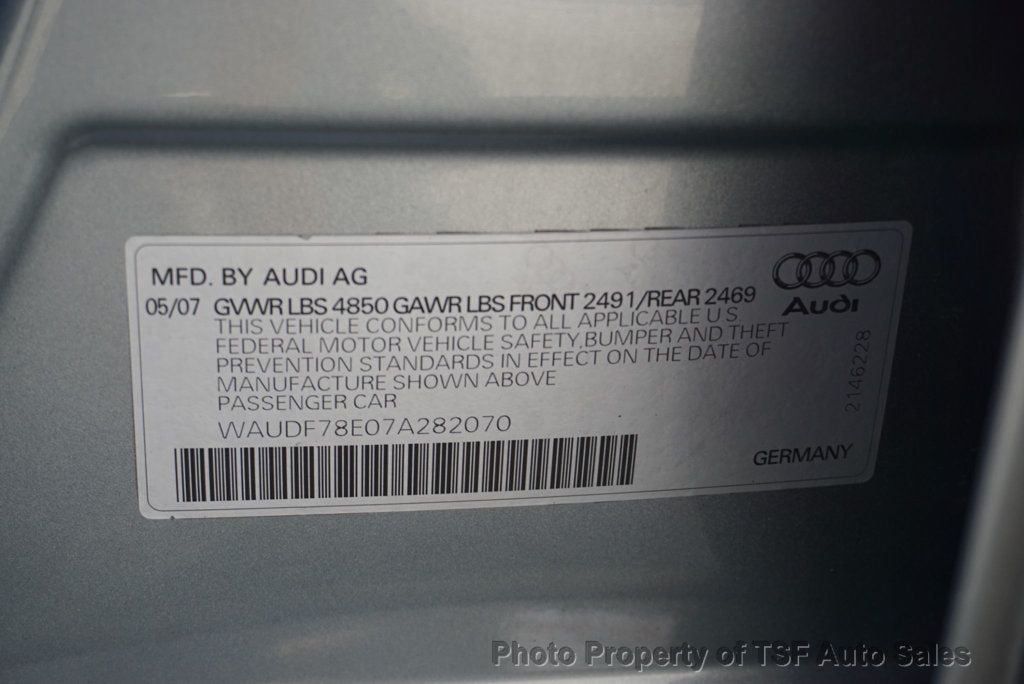 MFD. BY AUDI AG
05/07 GVWR LBS 4850 GAWR LBS FRONT 2491/REAR 2469
THIS VEHICLE CONFORMS TO ALL APPLICABLE U.S.
FEDERAL MOTOR VEHICLE SAFETY,BUMPER AND THEFT
PREVENTION STANDARDS IN EFFECT ON THE DATE OF
MANUFACTURE SHOWN ABOVE
PASSENGER CAR
WAUDF78E07A282070
Audi
2146228
GERMANY
Photo Property of TSF Auto Sales